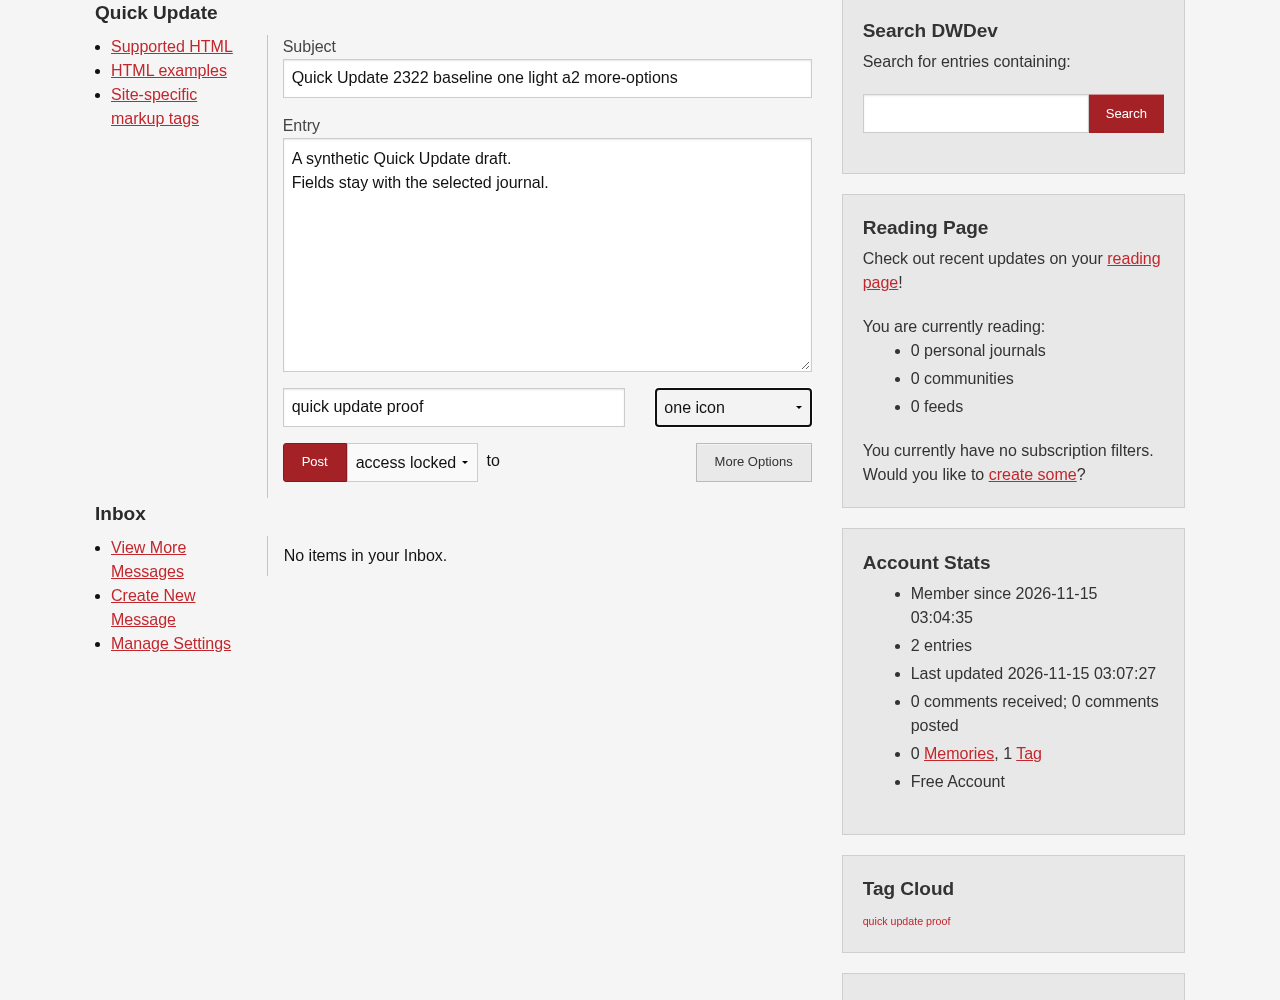 Quick Update
Supported HTML
HTML examples
Site-specific
markup tags
Subject
Quick Update 2322 baseline one light a2 more-options
Entry
A synthetic Quick Update draft.
Fields stay with the selected journal.
quick update proof
one icon
Post
access locked
to
More Options
Inbox
View More
Messages
Create New
Message
Manage Settings
No items in your Inbox.
Search DWDev
Search for entries containing:
Search
Reading Page
Check out recent updates on your reading
page!
You are currently reading:
0 personal journals
0 communities
0 feeds
You currently have no subscription filters.
Would you like to create some?
Account Stats
Member since 2026-11-15
03:04:35
2 entries
Last updated 2026-11-15 03:07:27
0 comments received; 0 comments
posted
0 Memories, 1 Tag
Free Account
Tag Cloud
quick update proof